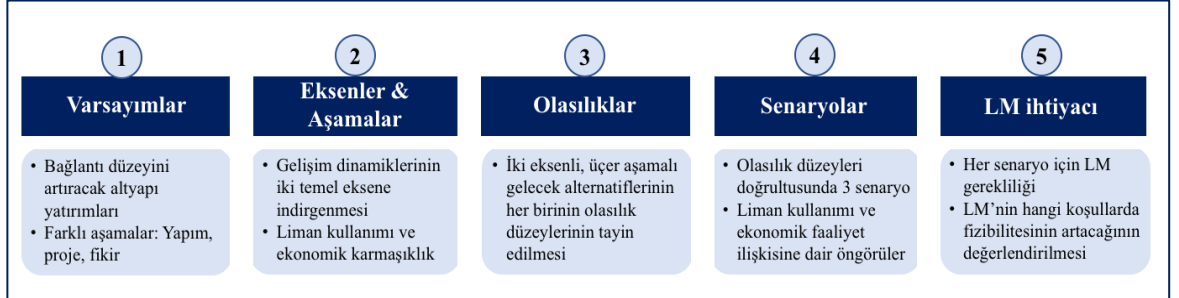 1
Varsayımlar
• Bağlantı düzeyini
artıracak altyapı
yatırımları
• Farklı aşamalar: Yapım,
proje, fikir
2
Eksenler &
Aşamalar
• Gelişim dinamiklerinin
iki temel eksene
indirgenmesi
• Liman kullanımı ve
ekonomik karmaşıklık
3
Olasılıklar
• İki eksenli, üçer aşamalı
gelecek alternatiflerinin
her birinin olasılık
düzeylerinin tayin
edilmesi
4
Senaryolar
• Olasılık düzeyleri
doğrultusunda 3 senaryo
• Liman kullanımı ve
ekonomik faaliyet
ilişkisine dair öngörüler
5
LM ihtiyacı
• Her senaryo için LM
gerekliliği
• LM’nin hangi koşullarda
fizibilitesinin artacağının
değerlendirilmesi